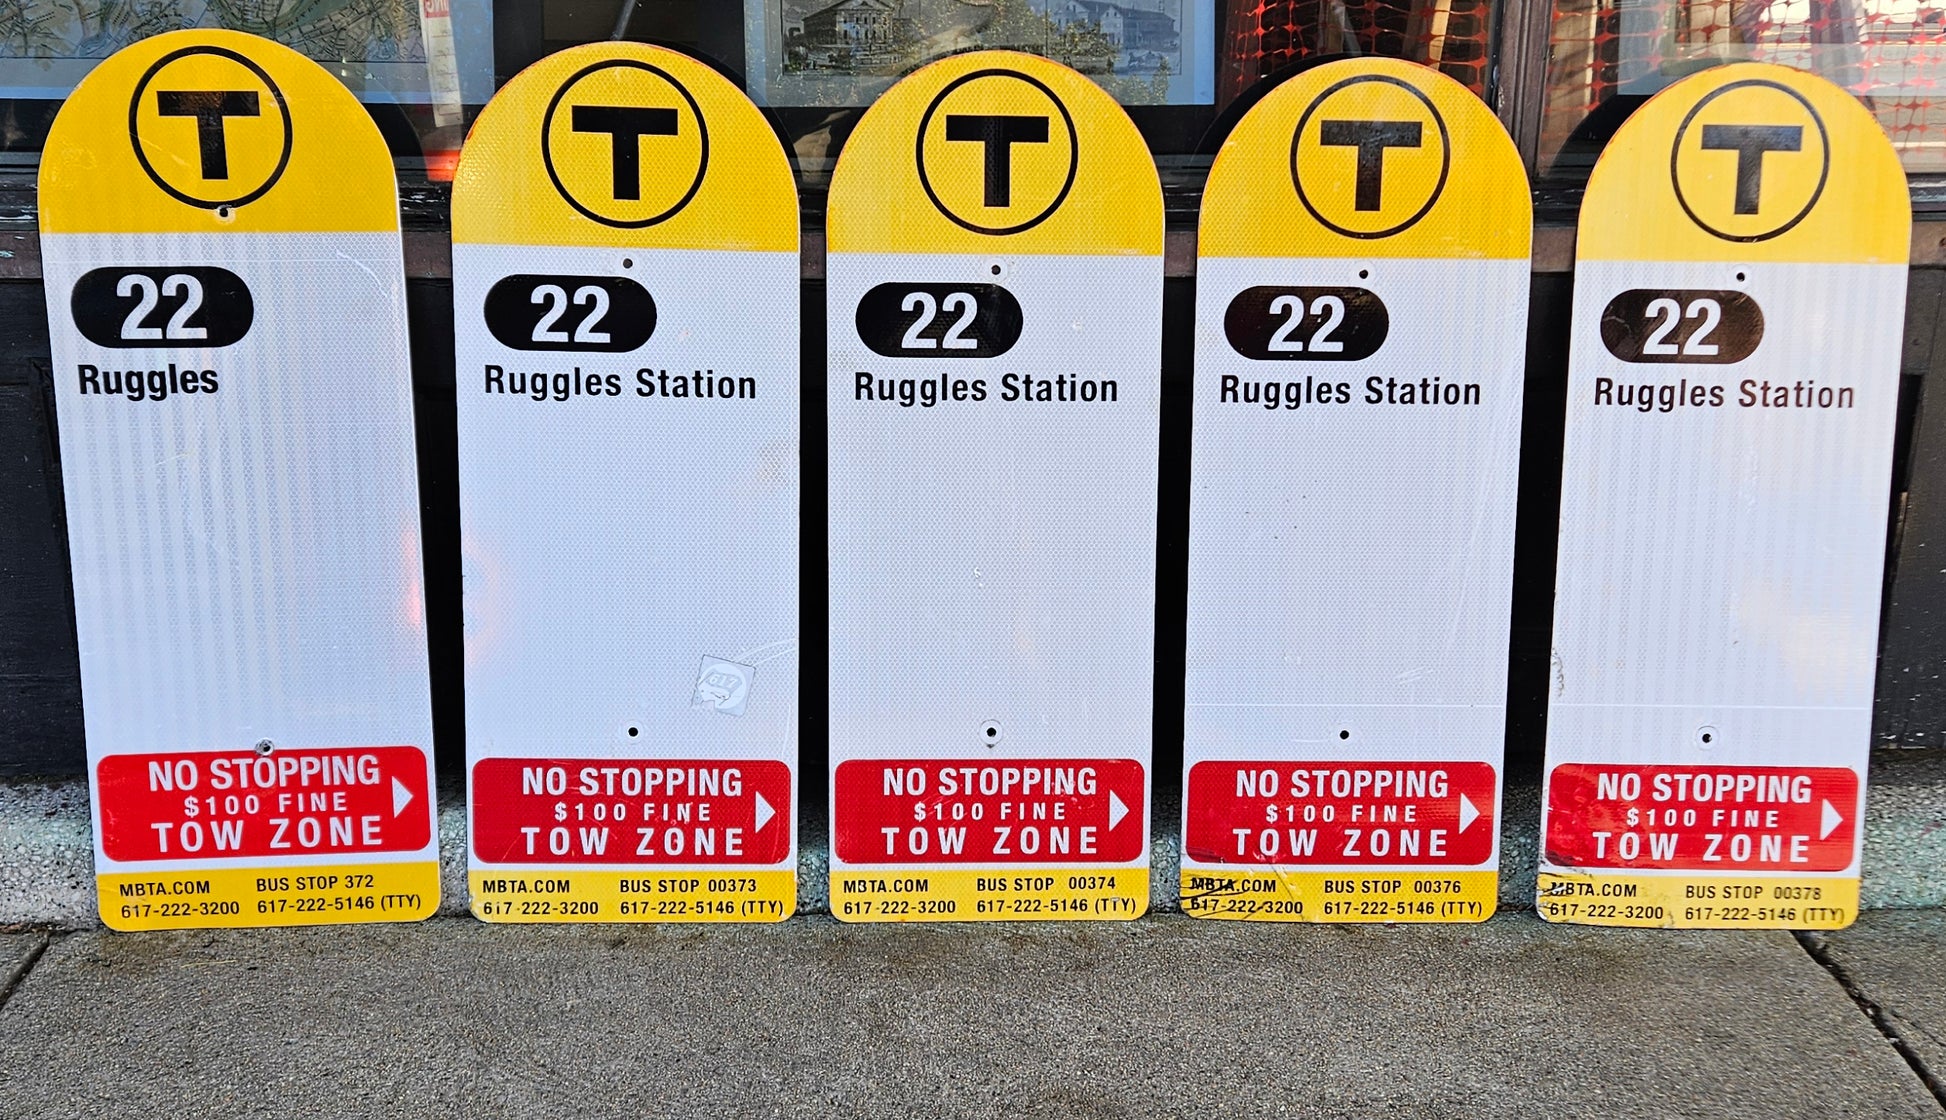 T
22
Ruggles
NO STOPPING
$100 FINE
TOW ZONE
MBTA.COM BUS STOP 372
617-222-3200 617-222-5146 (TTY)
T
22
Ruggles Station
617
NO STOPPING
$100 FINE
TOW ZONE
MBTA.COM BUS STOP 00373
617-222-3200 617-222-5146 (TTY)
T
22
Ruggles Station
NO STOPPING
$100 FINE
TOW ZONE
MBTA.COM BUS STOP 00374
617-222-3200 617-222-5146 (TTY)
T
22
Ruggles Station
NO STOPPING
$100 FINE
TOW ZONE
MBTA.COM BUS STOP 00376
617-222-3200 617-222-5146 (TTY)
T
22
Ruggles Station
NO STOPPING
$100 FINE
TOW ZONE
MBTA.COM BUS STOP 00378
617-222-3200 617-222-5146 (TTY)